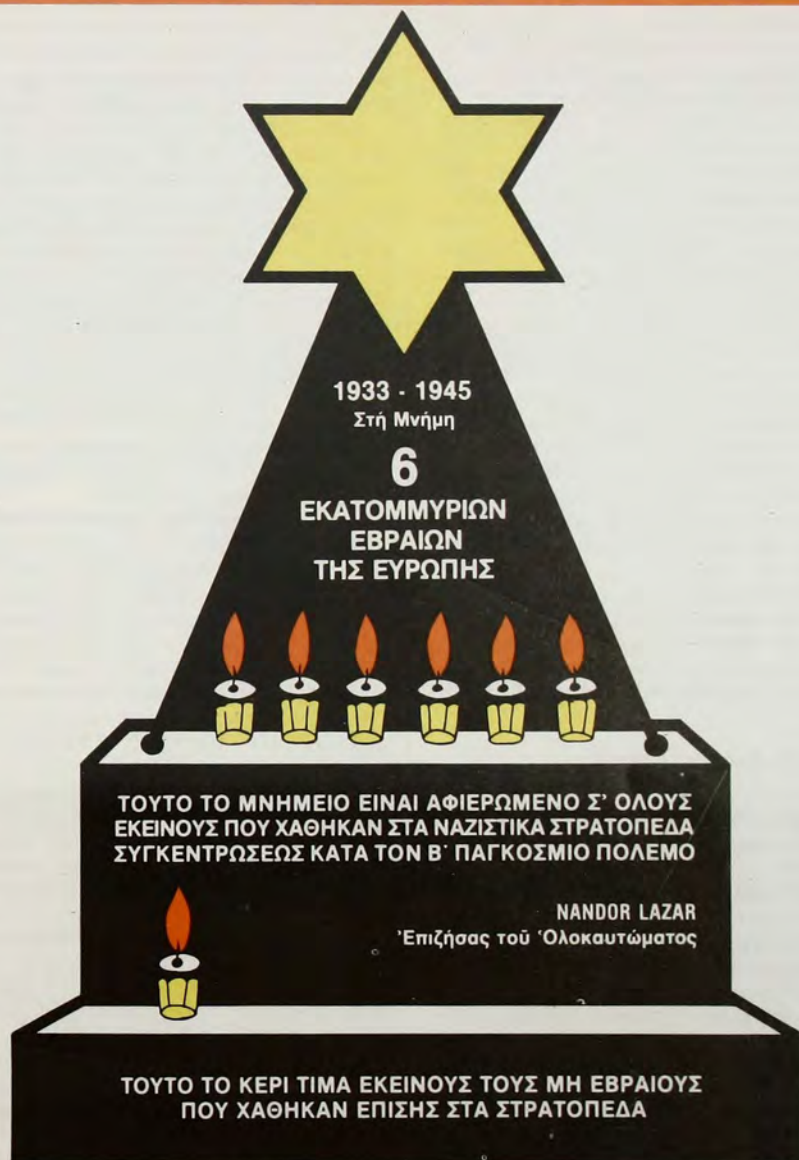 1933 - 1945
Στή Μνήμη
6
ΕΚΑΤΟΜΜΥΡΙΩΝ
ΕΒΡΑΙΩΝ
ΤΗΣ ΕΥΡΩΠΗΣ
ΤΟΥΤΟ ΤΟ ΜΝΗΜΕΙΟ ΕΙΝΑΙ ΑΦΙΕΡΩΜΕΝΟ Σ' ΟΛΟΥΣ
ΕΚΕΙΝΟΥΣ ΠΟΥ ΧΑΘΗΚΑΝ ΣΤΑ ΝΑΖΙΣΤΙΚΑ ΣΤΡΑΤΟΠΕΔΑ
ΣΥΓΚΕΝΤΡΩΣΕΩΣ ΚΑΤΑ ΤΟΝ Β' ΠΑΓΚΟΣΜΙΟ ΠΟΛΕΜΟ
NANDOR LAZAR
Ἐπιζήσας τοῦ Ὁλοκαυτώματος
ΤΟΥΤΟ ΤΟ ΚΕΡΙ ΤΙΜΑ ΕΚΕΙΝΟΥΣ ΤΟΥΣ ΜΗ ΕΒΡΑΙΟΥΣ
ΠΟΥ ΧΑΘΗΚΑΝ ΕΠΙΣΗΣ ΣΤΑ ΣΤΡΑΤΟΠΕΔΑ